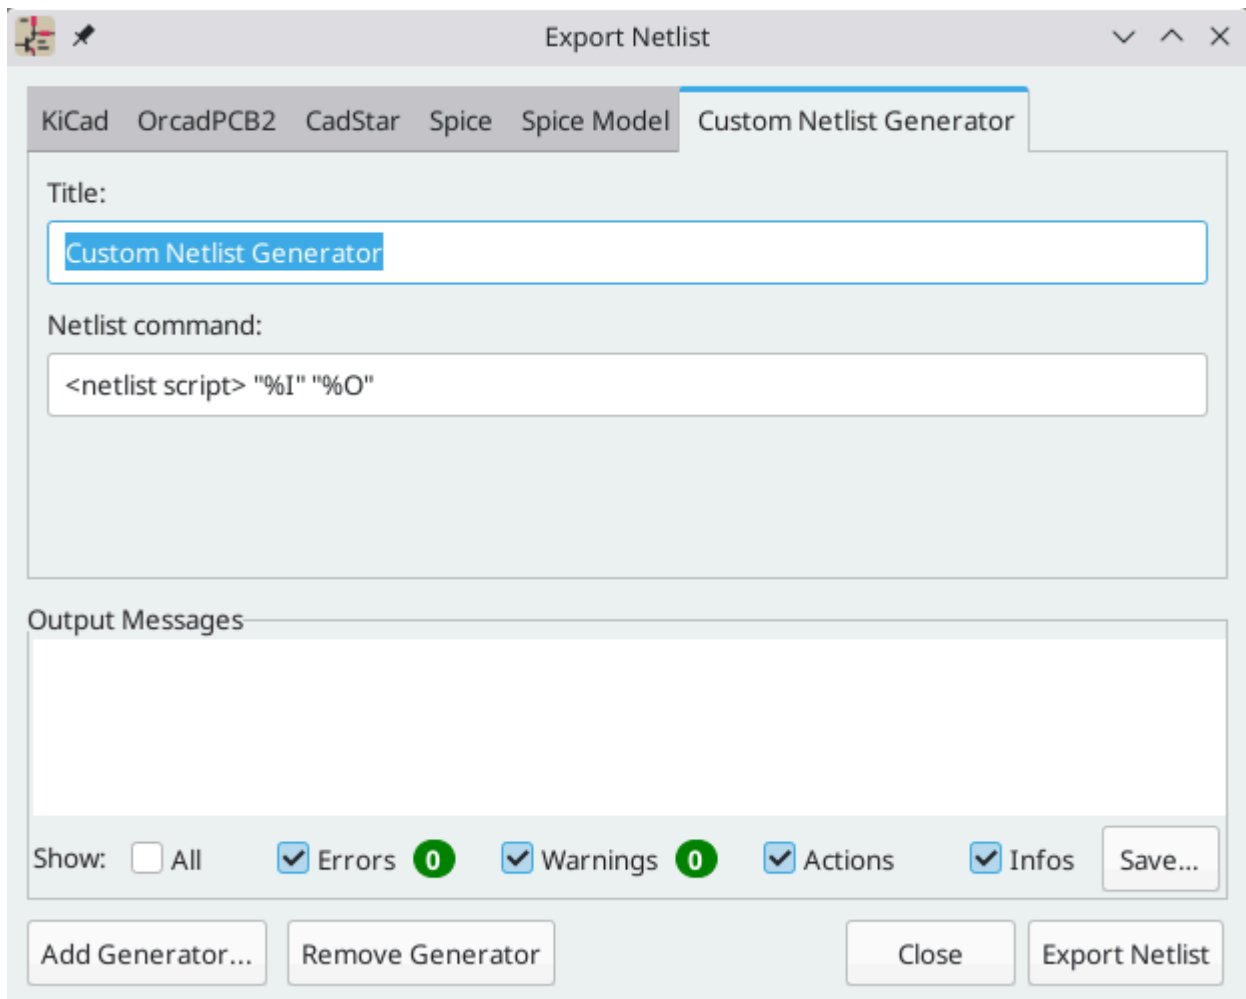 Export Netlist
KiCad OrcadPCB2 CadStar Spice Spice Model Custom Netlist Generator
Title:
Custom Netlist Generator
Netlist command:
<netlist script> "%I" "%O"
Output Messages
Show: All Errors 0 Warnings 0 Actions Infos Save...
Add Generator... Remove Generator Close Export Netlist